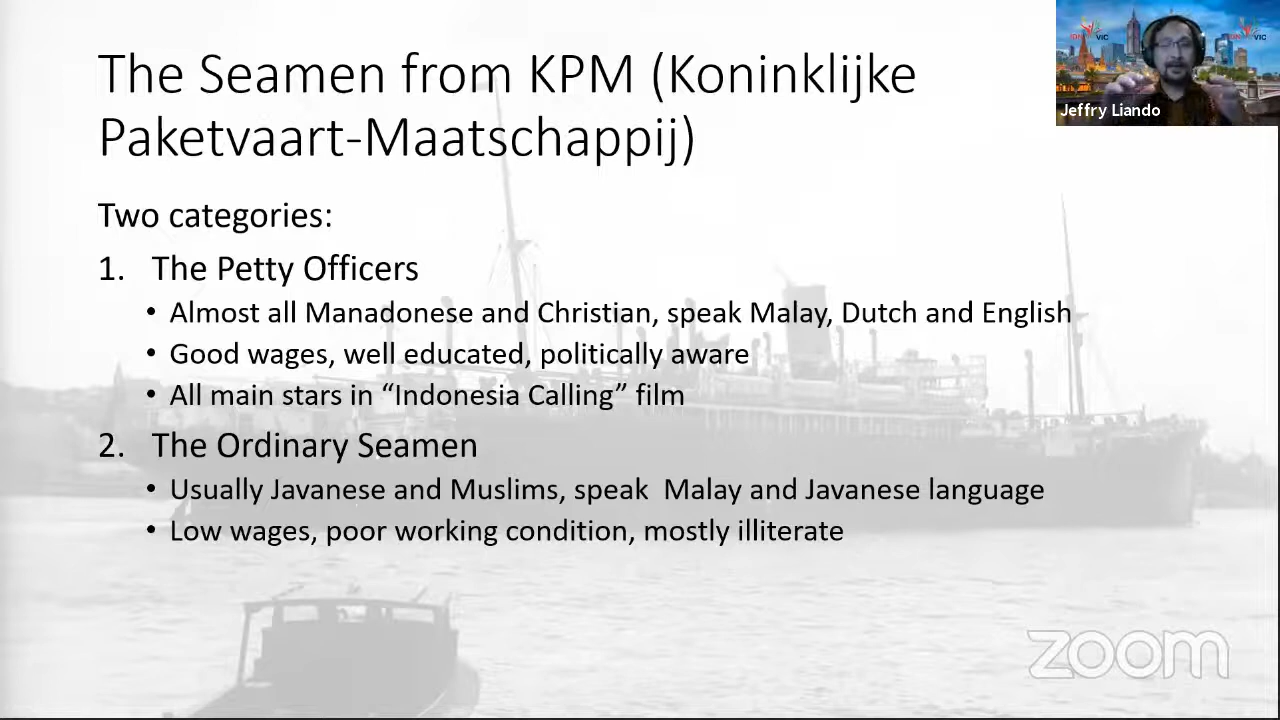 The Seamen from KPM (Koninklijke
Paketvaart-Maatschappij)
Two categories:
1. The Petty Officers
• Almost all Manadonese and Christian, speak Malay, Dutch and English
• Good wages, well educated, politically aware
• All main stars in “Indonesia Calling” film
2. The Ordinary Seamen
• Usually Javanese and Muslims, speak  Malay and Javanese language
• Low wages, poor working condition, mostly illiterate
VIC
VIC
Jeffry Liando
zoom